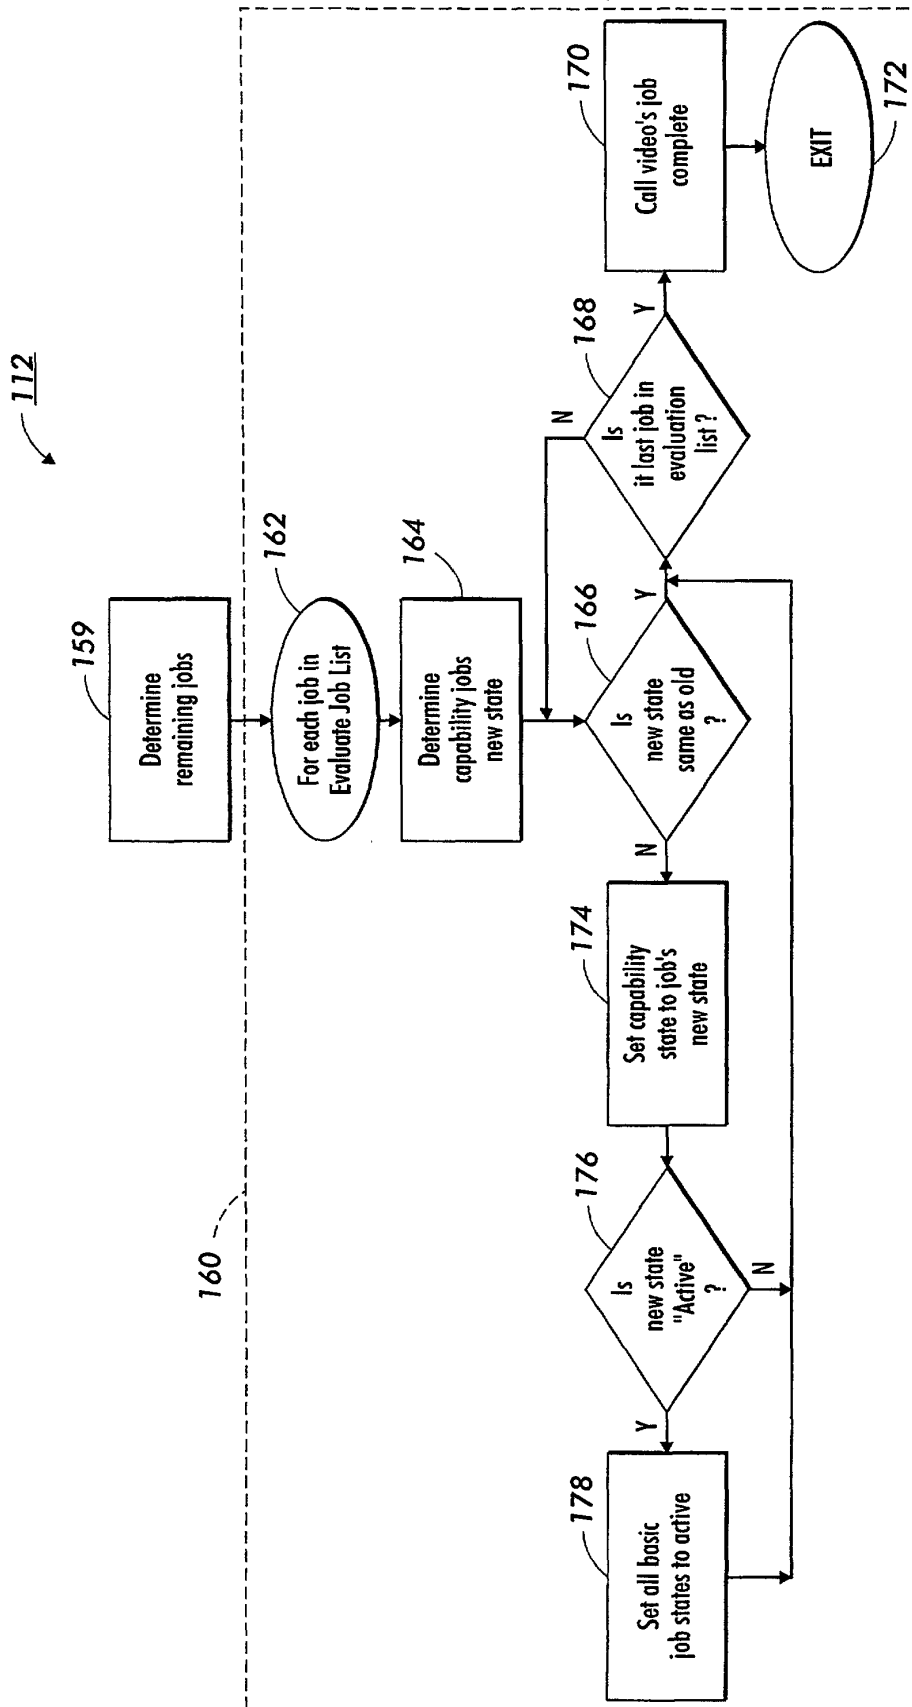 112
159
Determine
remaining jobs
160
162
For each job in
Evaluate Job List
164
Determine
capability jobs
new state
166
Is
new state
same as old
?
Y
N
168
Is
it last job in
evaluation
list ?
Y
N
170
Call video's job
complete
EXIT
172
174
Set capability
state to job's
new state
176
Is
new state
"Active"
?
Y
N
178
Set all basic
job states to active